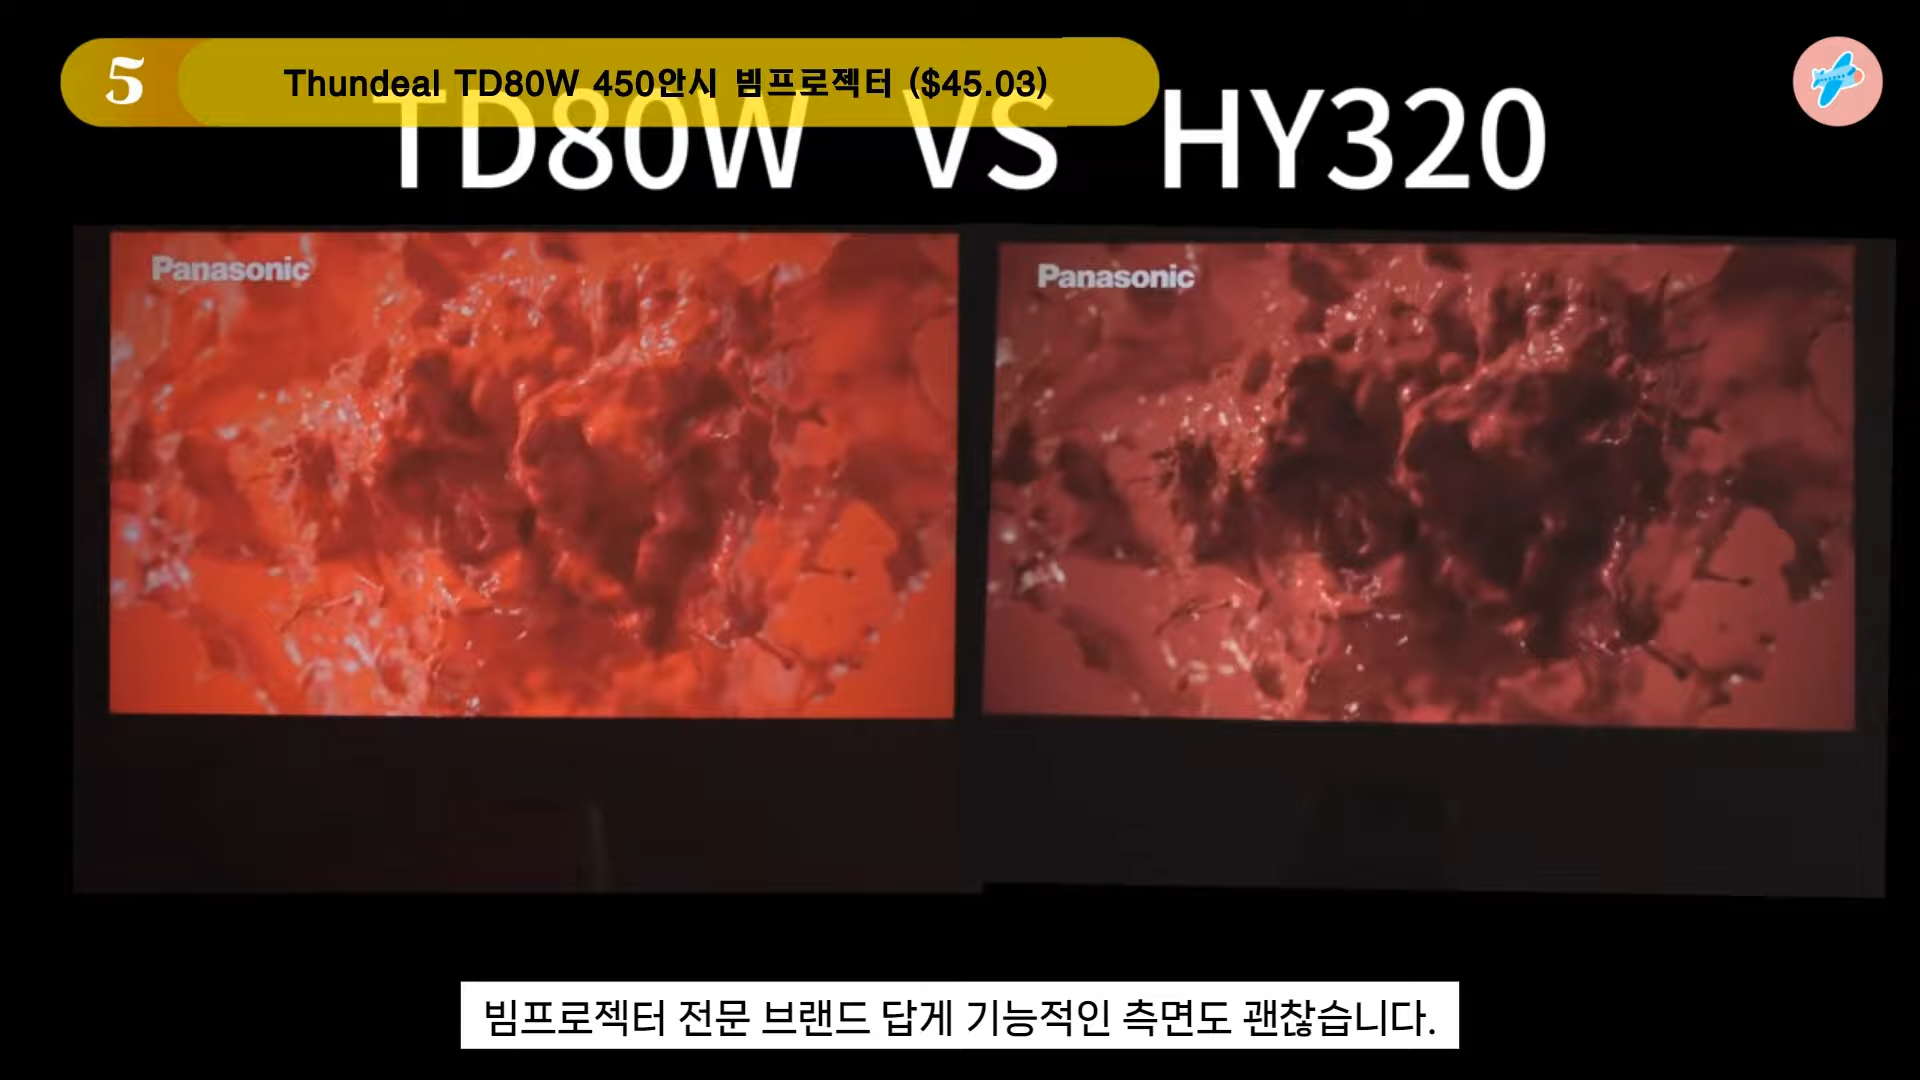 5
Thundeal TD80W 450안시 빔프로젝터 ($45.03)
TD80W VS HY320
Panasonic
Panasonic
빔프로젝터 전문 브랜드 답게 기능적인 측면도 괜찮습니다.